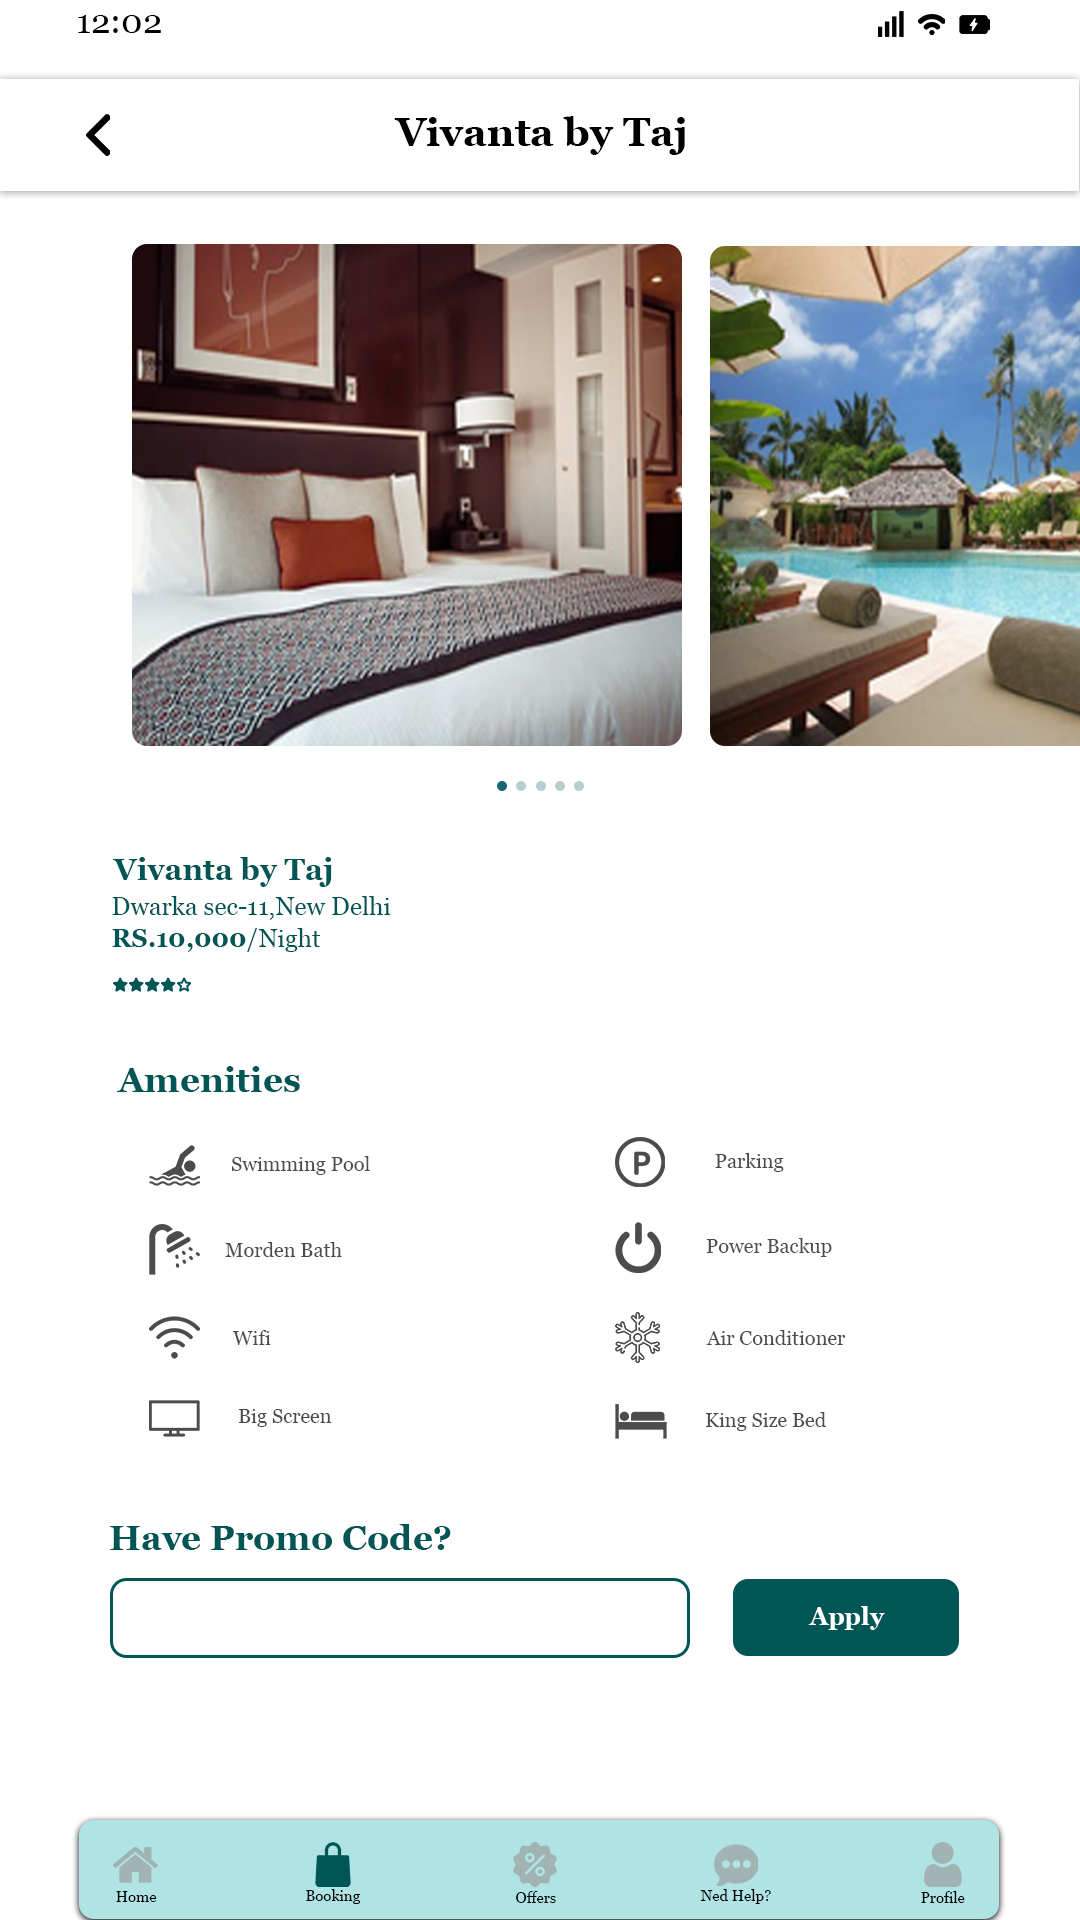 12:02
Vivanta by Taj
Vivanta by Taj
Dwarka sec-11,New Delhi
RS.10,000/Night
Amenities
Swimming Pool
P
Parking
Morden Bath
Power Backup
Wifi
Air Conditioner
Big Screen
King Size Bed
Have Promo Code?
Apply
Home
Booking
%
Offers
Ned Help?
Profile